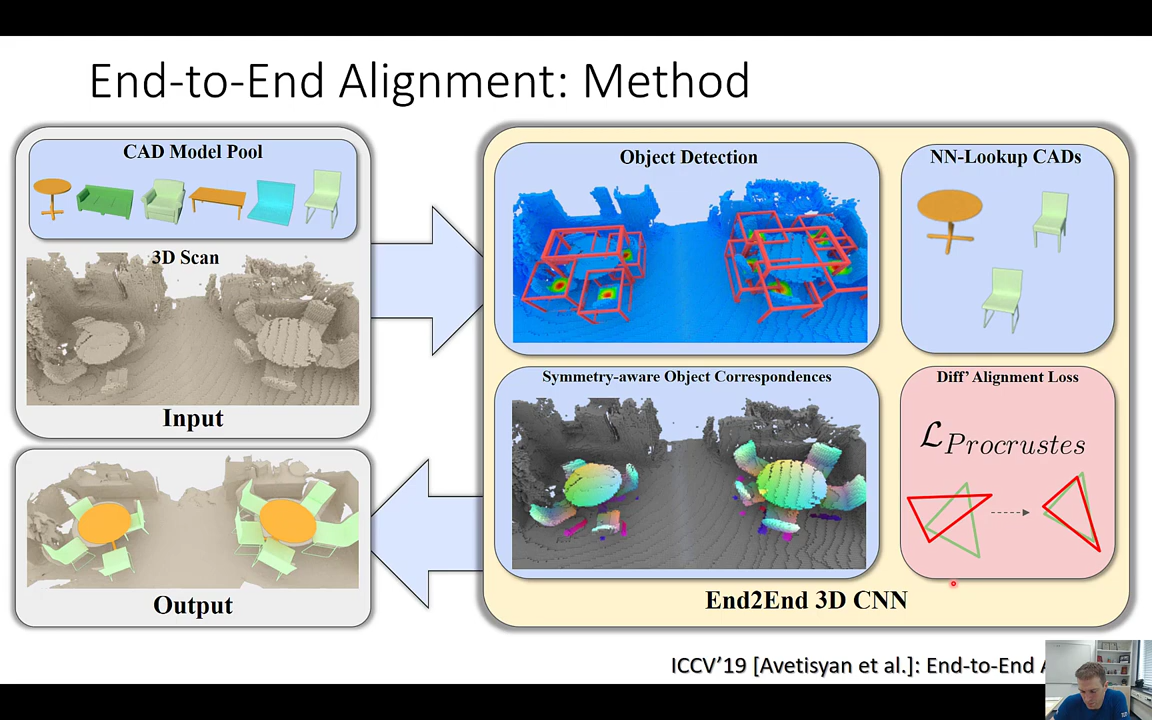 End-to-End Alignment: Method
CAD Model Pool
3D Scan
Input
Output
Object Detection
NN-Lookup CADs
Symmetry-aware Object Correspondences
Diff' Alignment Loss
ℒProcrustes
End2End 3D CNN
ICCV'19 [Avetisyan et al.]: End-to-End